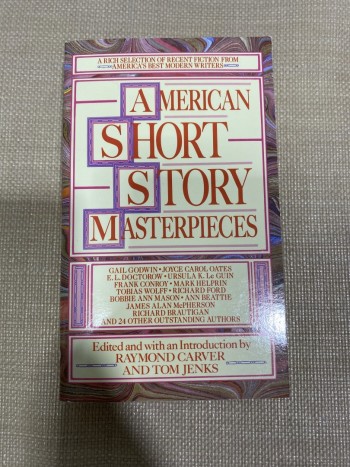 A RICH SELECTION OF RECENT FICTION FROM
AMERICA'S BEST MODERN WRITERS
AMERICAN
SHORT
STORY
MASTERPIECES
GAIL GODWIN • JOYCE CAROL OATES
E. L. DOCTOROW • URSULA K. LE GUIN
FRANK CONROY • MARK HELPRIN
TOBIAS WOLFF • RICHARD FORD
BOBBIE ANN MASON • ANN BEATTIE
JAMES ALAN McPHERSON
RICHARD BRAUTIGAN
AND 24 OTHER OUTSTANDING AUTHORS
Edited and with an Introduction by
RAYMOND CARVER
AND TOM JENKS